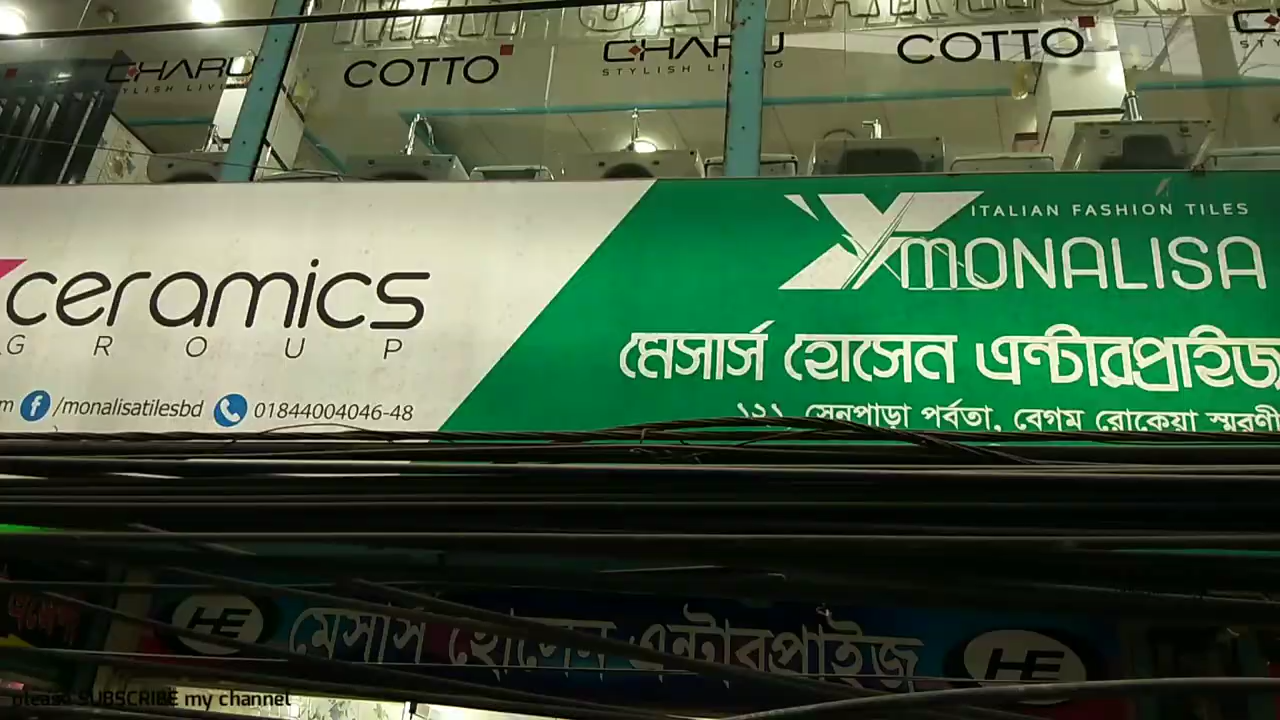 CHARU
STYLISH LIVING
COTTO
CHARU
STYLISH LIVING
COTTO
ceramics
GROUP
/monalisatilesbd 01844004046-48
ITALIAN FASHION TILES
MONALISA
মেসার্স হোসেন এন্টারপ্রাইজ
১২১ সেনপাড়া পর্বতা, বেগম রোকেয়া স্মরণী
HE মেসার্স হোসেন এন্টারপ্রাইজ HE
please SUBSCRIBE my channel